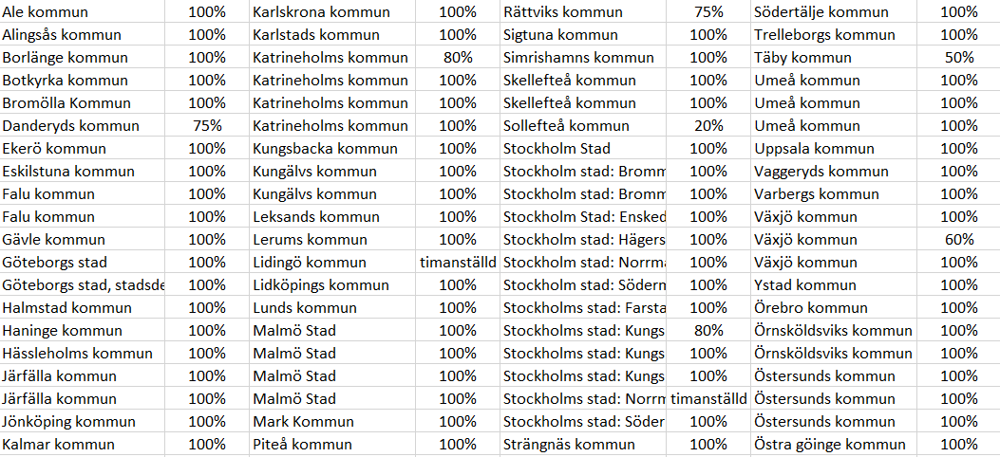 Ale kommun 100% Karlskrona kommun 100% Rättviks kommun 75% Södertälje kommun 100%
Alingsås kommun 100% Karlstads kommun 100% Sigtuna kommun 100% Trelleborgs kommun 100%
Borlänge kommun 100% Katrineholms kommun 80% Simrishamns kommun 100% Täby kommun 50%
Botkyrka kommun 100% Katrineholms kommun 100% Skellefteå kommun 100% Umeå kommun 100%
Bromölla Kommun 100% Katrineholms kommun 100% Skellefteå kommun 100% Umeå kommun 100%
Danderyds kommun 75% Katrineholms kommun 100% Sollefteå kommun 20% Umeå kommun 100%
Ekerö kommun 100% Kungsbacka kommun 100% Stockholm Stad 100% Uppsala kommun 100%
Eskilstuna kommun 100% Kungälvs kommun 100% Stockholm stad: Bromm 100% Vaggeryds kommun 100%
Falu kommun 100% Kungälvs kommun 100% Stockholm stad: Bromm 100% Varbergs kommun 100%
Falu kommun 100% Leksands kommun 100% Stockholm Stad: Ensked 100% Växjö kommun 100%
Gävle kommun 100% Lerums kommun 100% Stockholm stad: Hägers 100% Växjö kommun 60%
Göteborgs stad 100% Lidingö kommun timanställd Stockholm stad: Norrma 100% Växjö kommun 100%
Göteborgs stad, stadsde 100% Lidköpings kommun 100% Stockholm stad: Söderm 100% Ystad kommun 100%
Halmstad kommun 100% Lunds kommun 100% Stockholms stad: Farsta 100% Örebro kommun 100%
Haninge kommun 100% Malmö Stad 100% Stockholms stad: Kungs 80% Örnsköldsviks kommun 100%
Hässleholms kommun 100% Malmö Stad 100% Stockholms stad: Kungs 100% Örnsköldsviks kommun 100%
Järfälla kommun 100% Malmö Stad 100% Stockholms stad: Kungs 100% Östersunds kommun 100%
Järfälla kommun 100% Malmö Stad 100% Stockholms stad: Norrm timanställd Östersunds kommun 100%
Jönköping kommun 100% Mark Kommun 100% Stockholms stad: Söder 100% Östersunds kommun 100%
Kalmar kommun 100% Piteå kommun 100% Strängnäs kommun 100% Östra göinge kommun 100%